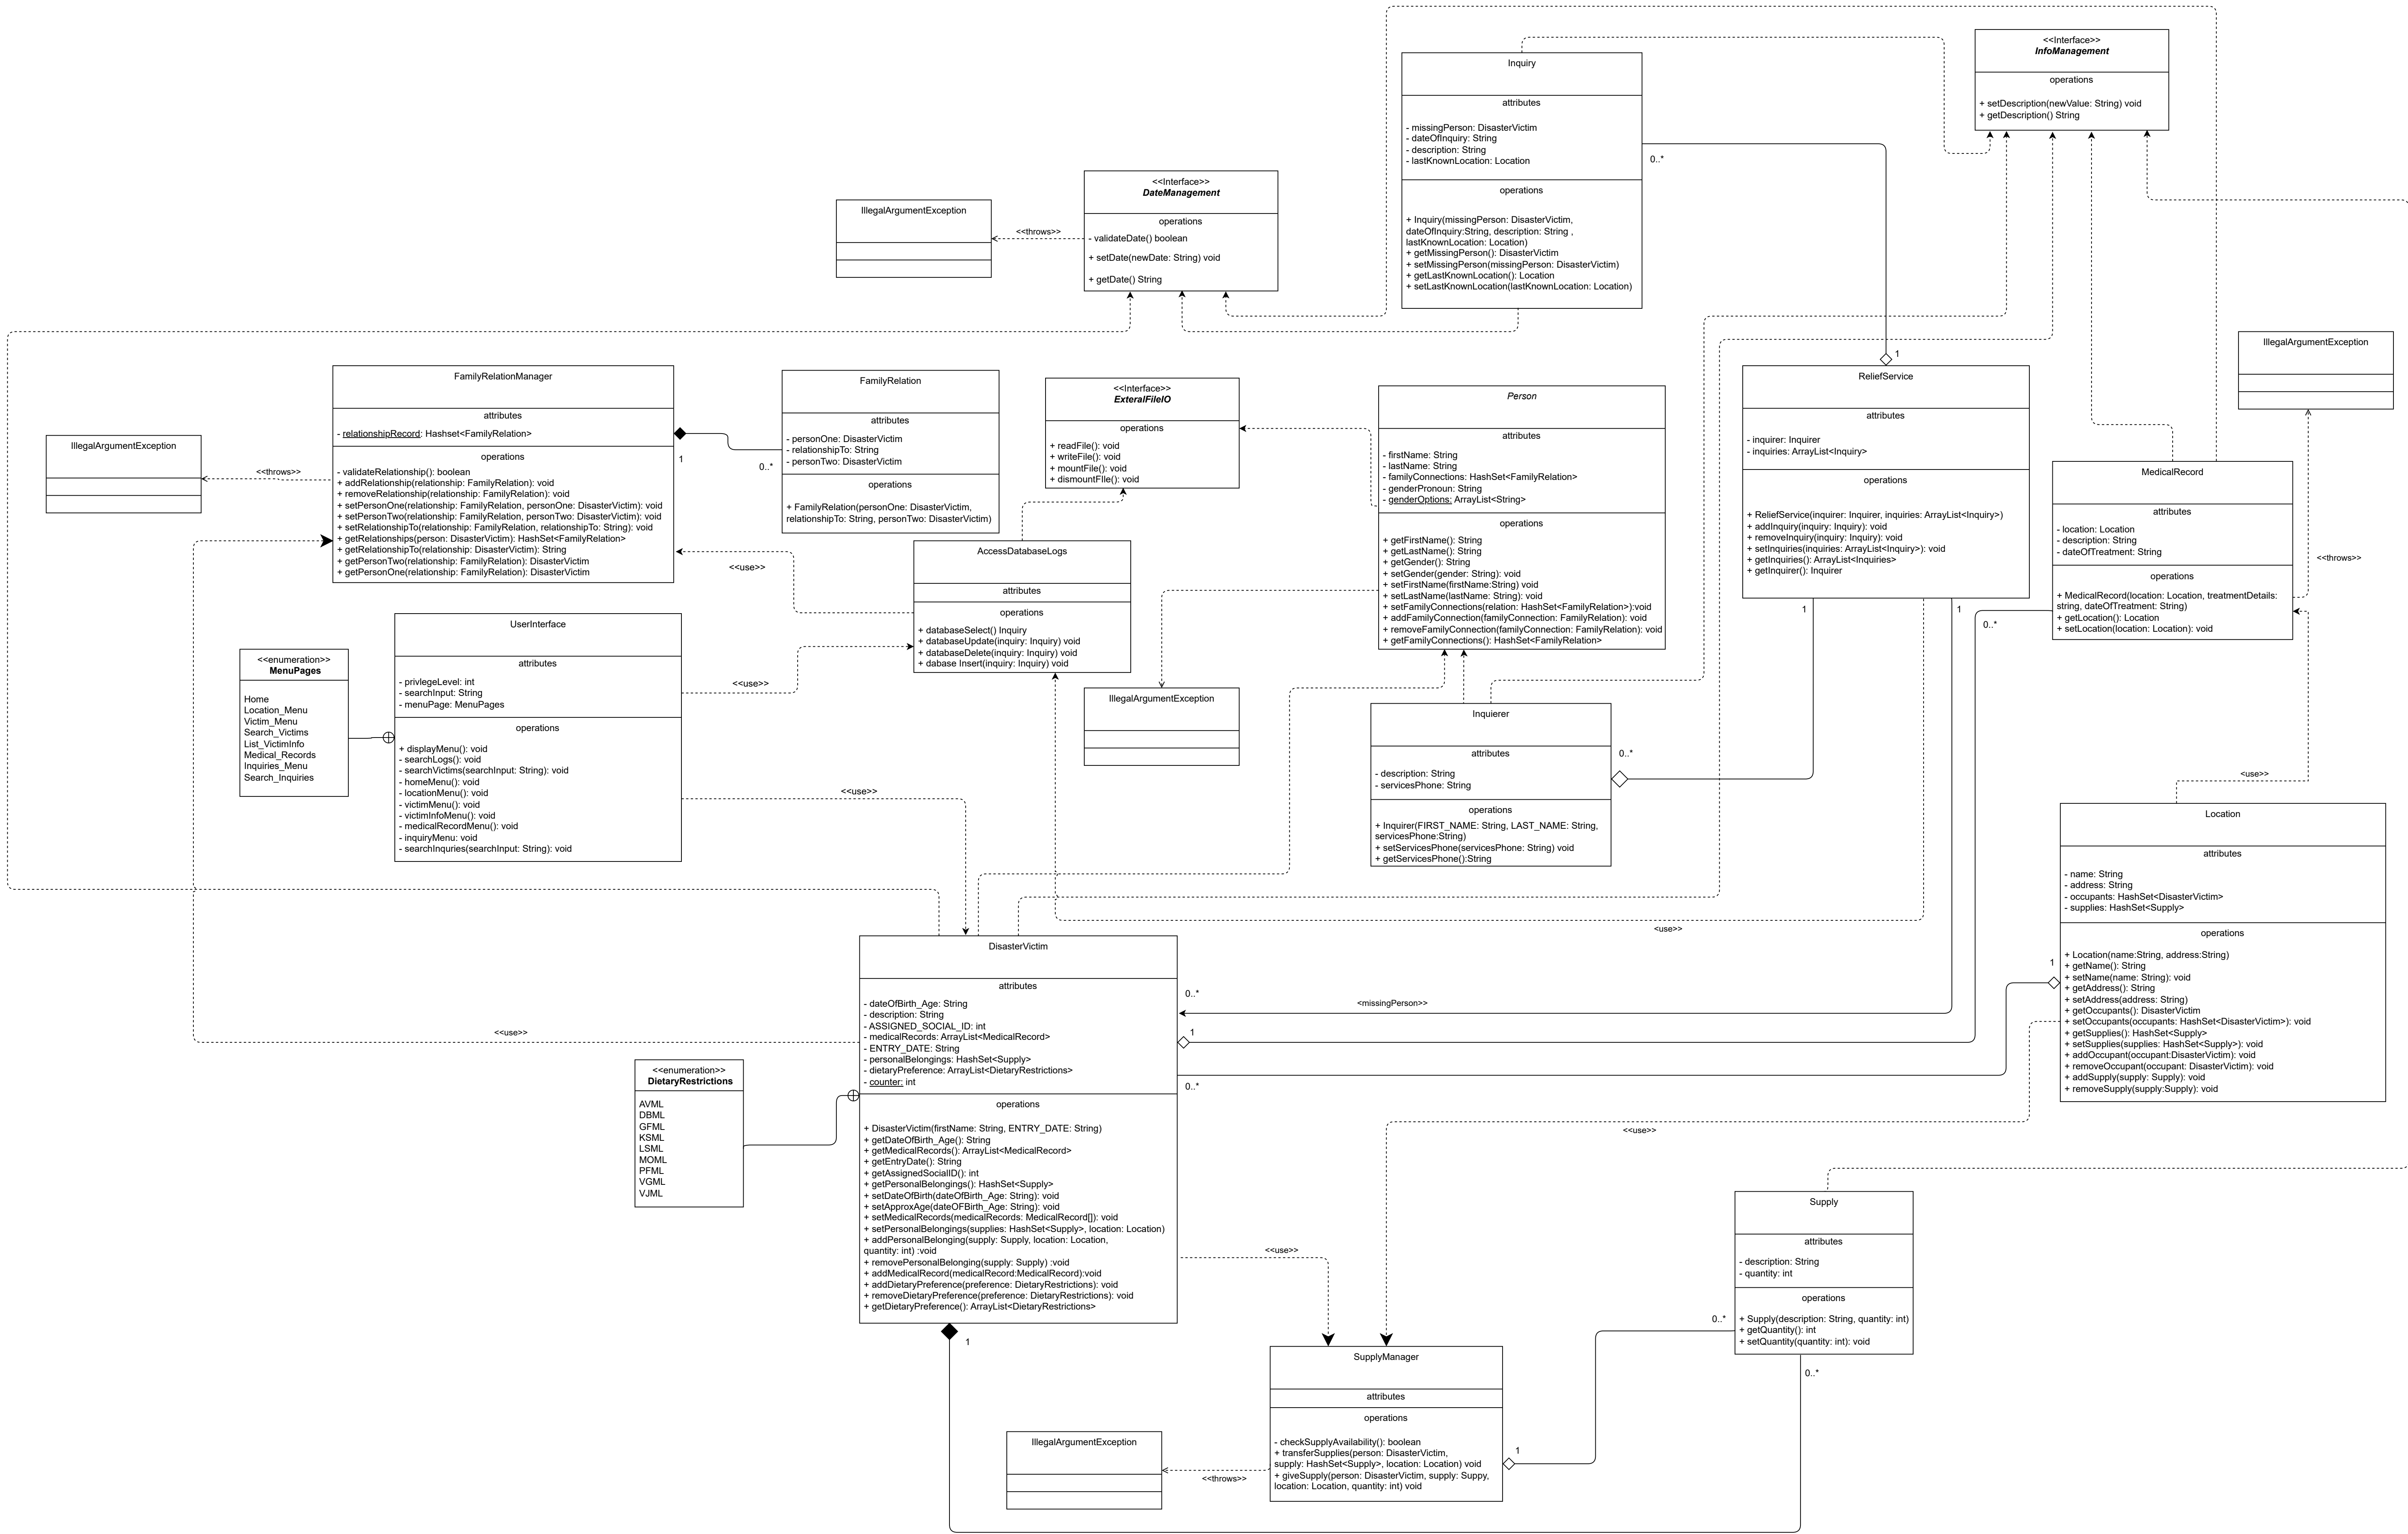 <<Interface>>
InfoManagement
operations
+ setDescription(newValue: String) void
+ getDescription() String
Inquiry
attributes
- missingPerson: DisasterVictim
- dateOfInquiry: String
- description: String
- lastKnownLocation: Location
operations
+ Inquiry(missingPerson: DisasterVictim,
dateOfInquiry:String, description: String ,
lastKnownLocation: Location)
+ getMissingPerson(): DisasterVictim
+ setMissingPerson(missingPerson: DisasterVictim)
+ getLastKnownLocation(): Location
+ setLastKnownLocation(lastKnownLocation: Location)
0..*
<<Interface>>
DateManagement
operations
- validateDate() boolean
+ setDate(newDate: String) void
+ getDate() String
IllegalArgumentException
<<throws>>
FamilyRelationManager
attributes
- relationshipRecord: Hashset<FamilyRelation>
operations
- validateRelationship(): boolean
+ addRelationship(relationship: FamilyRelation): void
+ removeRelationship(relationship: FamilyRelation): void
+ setPersonOne(relationship: FamilyRelation, personOne: DisasterVictim): void
+ setPersonTwo(relationship: FamilyRelation, personTwo: DisasterVictim): void
+ setRelationshipTo(relationship: FamilyRelation, relationshipTo: String): void
+ getRelationships(person: DisasterVictim): HashSet<FamilyRelation>
+ getRelationshipTo(relationship: DisasterVictim): String
+ getPersonTwo(relationship: FamilyRelation): DisasterVictim
+ getPersonOne(relationship: FamilyRelation): DisasterVictim
IllegalArgumentException
<<throws>>
1
0..*
FamilyRelation
attributes
- personOne: DisasterVictim
- relationshipTo: String
- personTwo: DisasterVictim
operations
+ FamilyRelation(personOne: DisasterVictim,
relationshipTo: String, personTwo: DisasterVictim)
<<Interface>>
ExteralFileIO
operations
+ readFile(): void
+ writeFile(): void
+ mountFile(): void
+ dismountFIle(): void
Person
attributes
- firstName: String
- lastName: String
- familyConnections: HashSet<FamilyRelation>
- genderPronoun: String
- genderOptions: ArrayList<String>
operations
+ getFirstName(): String
+ getLastName(): String
+ getGender(): String
+ setGender(gender: String): void
+ setFirstName(firstName:String) void
+ setLastName(lastName: String): void
+ setFamilyConnections(relation: HashSet<FamilyRelation>):void
+ addFamilyConnection(familyConnection: FamilyRelation): void
+ removeFamilyConnection(familyConnection: FamilyRelation): void
+ getFamilyConnections(): HashSet<FamilyRelation>
1
ReliefService
attributes
- inquirer: Inquirer
- inquiries: ArrayList<Inquiry>
operations
+ ReliefService(inquirer: Inquirer, inquiries: ArrayList<Inquiry>)
+ addInquiry(inquiry: Inquiry): void
+ removeInquiry(inquiry: Inquiry): void
+ setInquiries(inquiries: ArrayList<Inquiry>): void
+ getInquiries(): ArrayList<Inquiries>
+ getInquirer(): Inquirer
1
1
IllegalArgumentException
<<throws>>
MedicalRecord
attributes
- location: Location
- description: String
- dateOfTreatment: String
operations
+ MedicalRecord(location: Location, treatmentDetails:
string, dateOfTreatment: String)
+ getLocation(): Location
+ setLocation(location: Location): void
0..*
<use>>
AccessDatabaseLogs
attributes
operations
+ databaseSelect() Inquiry
+ databaseUpdate(inquiry: Inquiry) void
+ databaseDelete(inquiry: Inquiry) void
+ dabase Insert(inquiry: Inquiry) void
<<use>>
UserInterface
attributes
- privlegeLevel: int
- searchInput: String
- menuPage: MenuPages
operations
+ displayMenu(): void
- searchLogs(): void
- searchVictims(searchInput: String): void
- homeMenu(): void
- locationMenu(): void
- victimMenu(): void
- victimInfoMenu(): void
- medicalRecordMenu(): void
- inquiryMenu: void
- searchInquries(searchInput: String): void
<<use>>
<<use>>
<<enumeration>>
MenuPages
Home
Location_Menu
Victim_Menu
Search_Victims
List_VictimInfo
Medical_Records
Inquiries_Menu
Search_Inquiries
IllegalArgumentException
Inquierer
attributes
- description: String
- servicesPhone: String
operations
+ Inquirer(FIRST_NAME: String, LAST_NAME: String,
servicesPhone:String)
+ setServicesPhone(servicesPhone: String) void
+ getServicesPhone():String
0..*
Location
attributes
- name: String
- address: String
- occupants: HashSet<DisasterVictim>
- supplies: HashSet<Supply>
operations
+ Location(name:String, address:String)
+ getName(): String
+ setName(name: String): void
+ getAddress(): String
+ setAddress(address: String)
+ getOccupants(): DisasterVictim
+ setOccupants(occupants: HashSet<DisasterVictim>): void
+ getSupplies(): HashSet<Supply>
+ setSupplies(supplies: HashSet<Supply>): void
+ addOccupant(occupant:DisasterVictim): void
+ removeOccupant(occupant: DisasterVictim): void
+ addSupply(supply: Supply): void
+ removeSupply(supply:Supply): void
1
<use>>
<<use>>
DisasterVictim
attributes
- dateOfBirth_Age: String
- description: String
- ASSIGNED_SOCIAL_ID: int
- medicalRecords: ArrayList<MedicalRecord>
- ENTRY_DATE: String
- personalBelongings: HashSet<Supply>
- dietaryPreference: ArrayList<DietaryRestrictions>
- counter: int
operations
+ DisasterVictim(firstName: String, ENTRY_DATE: String)
+ getDateOfBirth_Age(): String
+ getMedicalRecords(): ArrayList<MedicalRecord>
+ getEntryDate(): String
+ getAssignedSocialID(): int
+ getPersonalBelongings(): HashSet<Supply>
+ setDateOfBirth(dateOfBirth_Age: String): void
+ setApproxAge(dateOFBirth_Age: String): void
+ setMedicalRecords(medicalRecords: MedicalRecord[]): void
+ setPersonalBelongings(supplies: HashSet<Supply>, location: Location)
+ addPersonalBelonging(supply: Supply, location: Location,
quantity: int) :void
+ removePersonalBelonging(supply: Supply) :void
+ addMedicalRecord(medicalRecord:MedicalRecord):void
+ addDietaryPreference(preference: DietaryRestrictions): void
+ removeDietaryPreference(preference: DietaryRestrictions): void
+ getDietaryPreference(): ArrayList<DietaryRestrictions>
0..*
<missingPerson>>
1
0..*
<<use>>
<<enumeration>>
DietaryRestrictions
AVML
DBML
GFML
KSML
LSML
MOML
PFML
VGML
VJML
<<use>>
1
Supply
attributes
- description: String
- quantity: int
operations
+ Supply(description: String, quantity: int)
+ getQuantity(): int
+ setQuantity(quantity: int): void
0..*
0..*
SupplyManager
attributes
operations
- checkSupplyAvailability(): boolean
+ transferSupplies(person: DisasterVictim,
supply: HashSet<Supply>, location: Location) void
+ giveSupply(person: DisasterVictim, supply: Suppy,
location: Location, quantity: int) void
1
IllegalArgumentException
<<throws>>